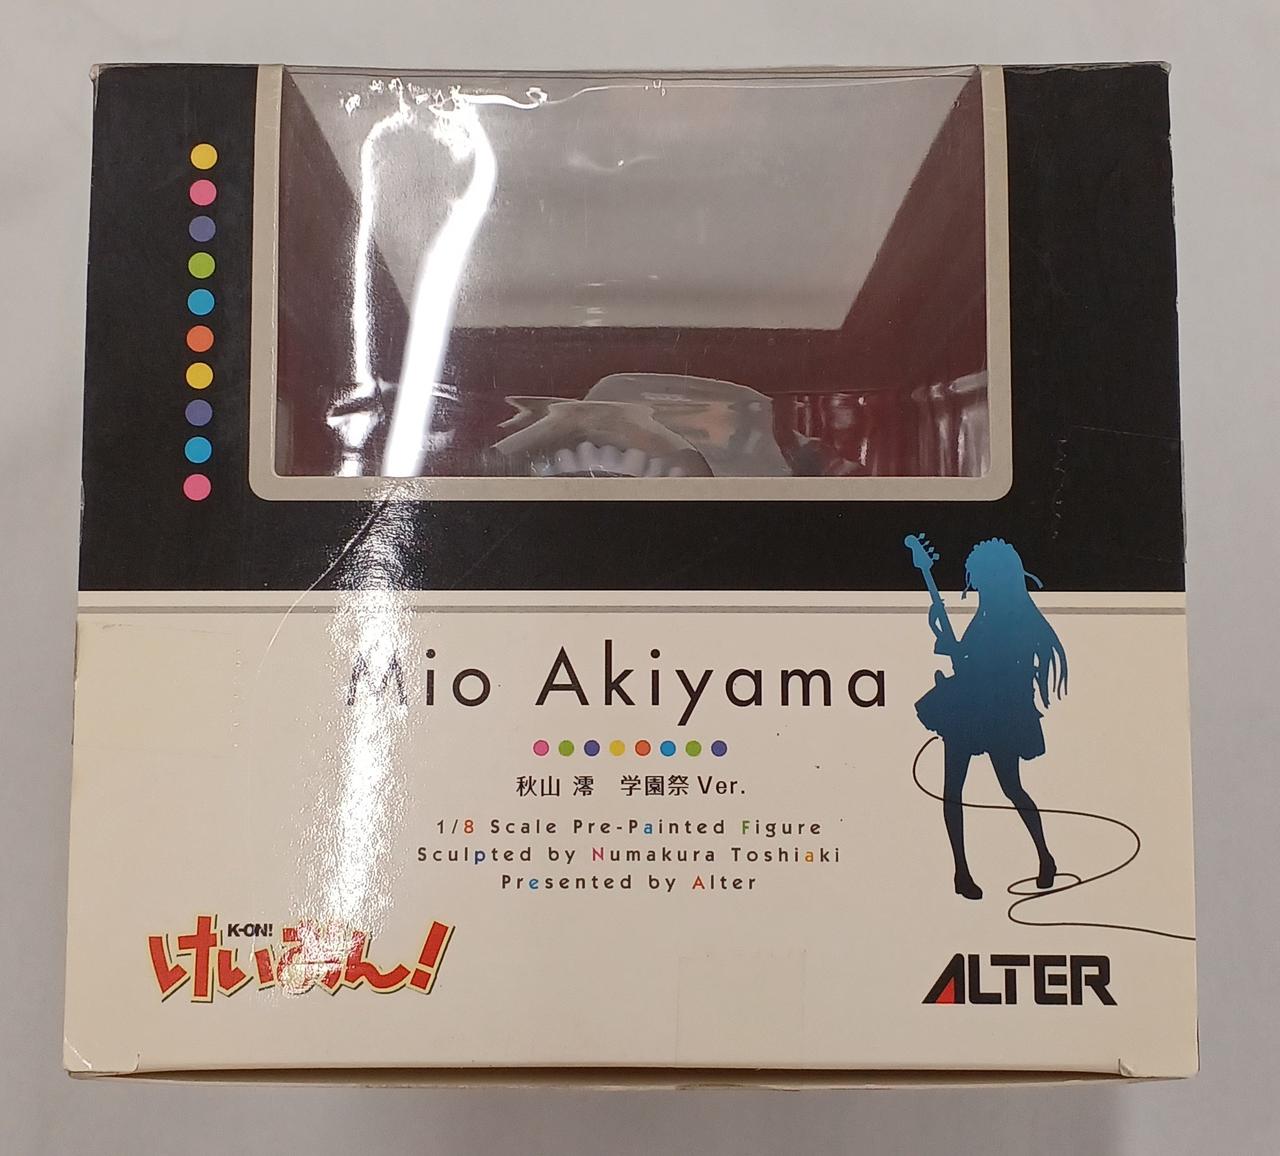 Mio Akiyama
秋山 澪　学園祭 Ver.
1/8 Scale Pre-Painted Figure
Sculpted by Numakura Toshiaki
Presented by Alter
K-ON!
けいおん!
ALTER